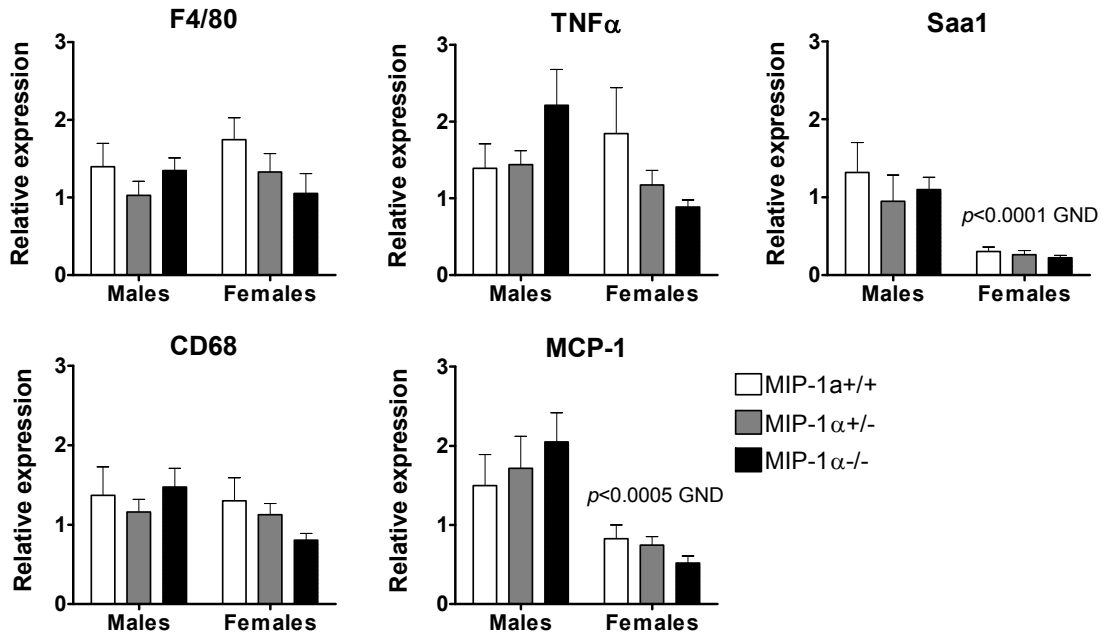 F4/80
Relative expression
3
2
1
0
Males Females
TNFα
Relative expression
3
2
1
0
Males Females
Saa1
Relative expression
3
2
1
0
p<0.0001 GND
Males Females
CD68
Relative expression
3
2
1
0
Males Females
MCP-1
Relative expression
3
2
1
0
p<0.0005 GND
Males Females
MIP-1a+/+
MIP-1α+/-
MIP-1α-/-